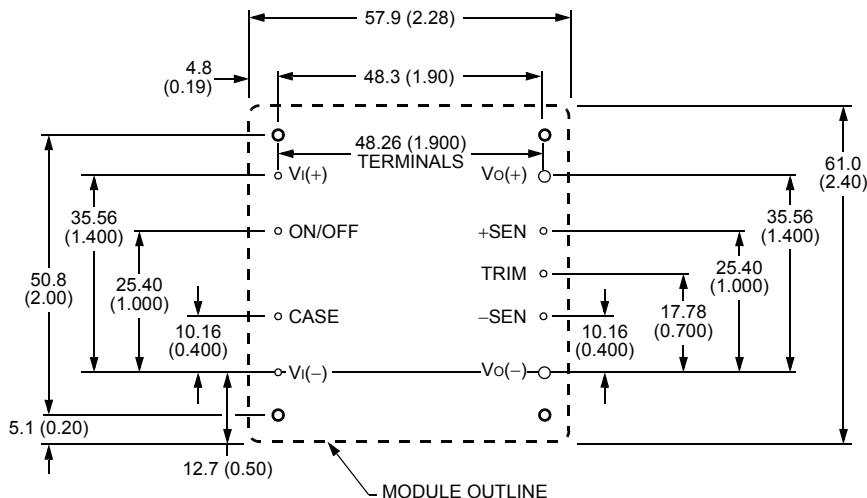 57.9 (2.28)
4.8
(0.19)
48.3 (1.90)
48.26 (1.900)
TERMINALS
61.0
(2.40)
VI(+)
VO(+)
35.56
(1.400)
35.56
(1.400)
ON/OFF
+SEN
25.40
(1.000)
50.8
(2.00)
25.40
(1.000)
TRIM
17.78
(0.700)
CASE
–SEN
10.16
(0.400)
10.16
(0.400)
VI(–)
VO(–)
5.1 (0.20)
12.7 (0.50)
MODULE OUTLINE